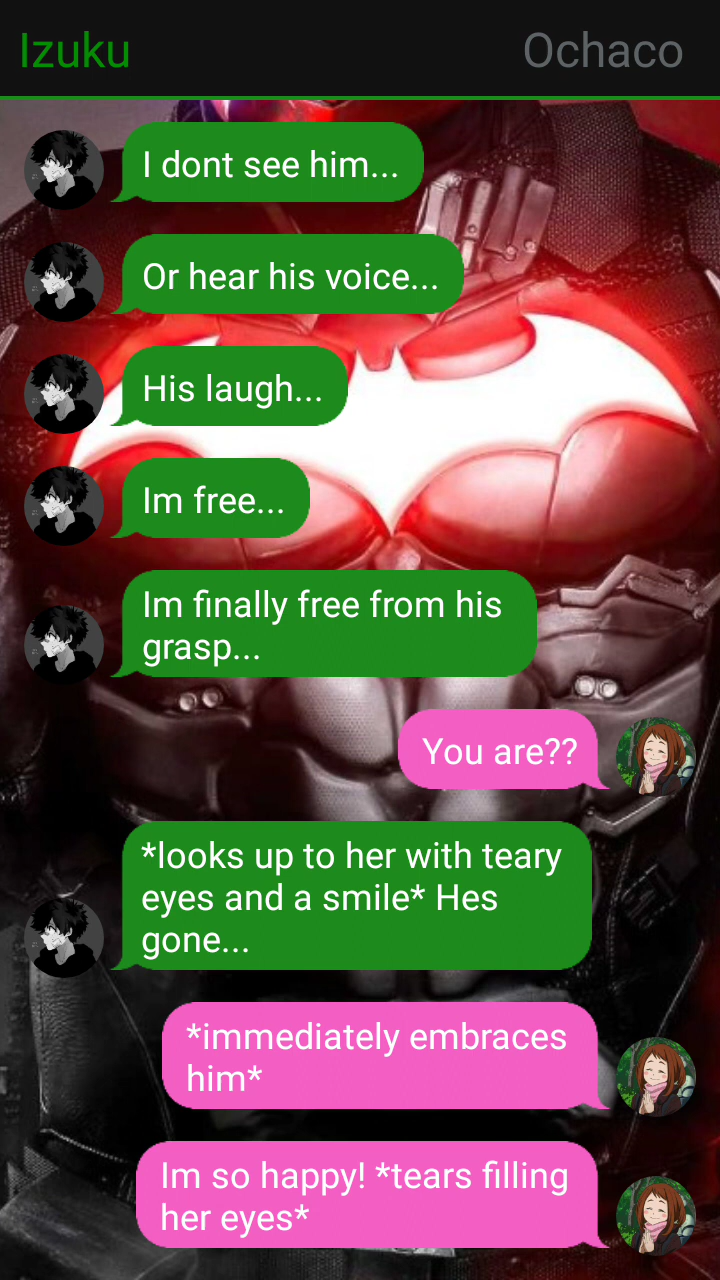 Izuku
Ochaco
I dont see him...
Or hear his voice...
His laugh...
Im free...
Im finally free from his
grasp...
You are??
*looks up to her with teary
eyes and a smile* Hes
gone...
*immediately embraces
him*
Im so happy! *tears filling
her eyes*